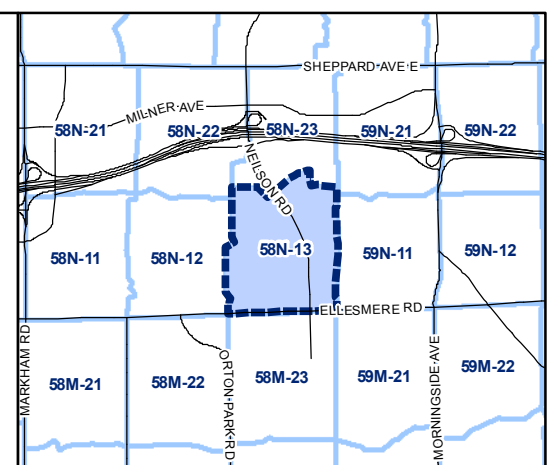 SHEPPARD AVE E
MILNER AVE
58N-21
58N-22
58N-23
59N-21
59N-22
NEILSON RD
58N-11
58N-12
58N-13
59N-11
59N-12
ELLESMERE RD
MARKHAM RD
58M-21
58M-22
ORTON PARK RD
58M-23
59M-21
MORNINGSIDE AVE
59M-22